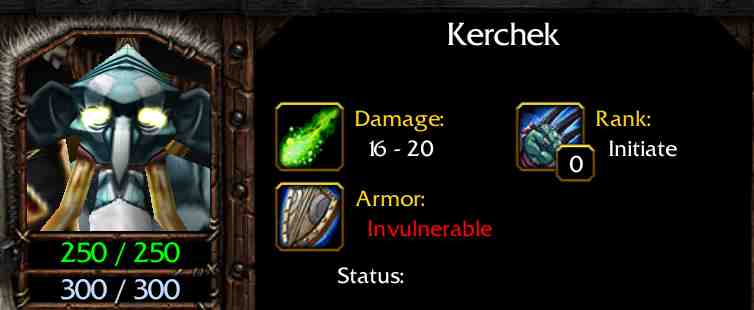 Kerchek
Damage:
16 - 20
Rank:
Initiate
0
Armor:
Invulnerable
250 / 250
300 / 300
Status: